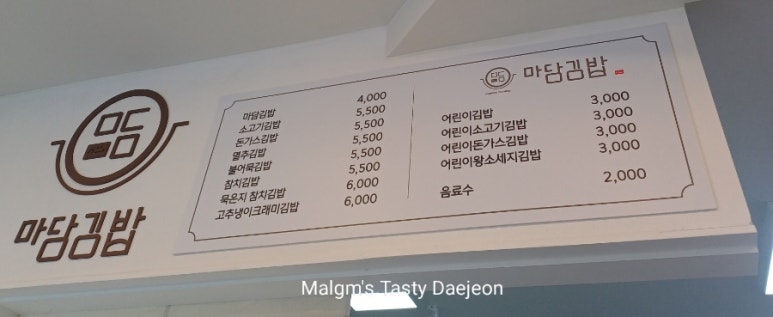 마담김밥
마담김밥 4,000
소고기김밥 5,500
돈가스김밥 5,500
멸추김밥 5,500
불어묵김밥 5,500
참치김밥 5,500
묵은지 참치김밥 6,000
고추냉이크래미김밥 6,000
마담김밥
어린이김밥 3,000
어린이소고기김밥 3,000
어린이돈가스김밥 3,000
어린이왕소세지김밥 3,000
음료수 2,000
Malgm's Tasty Daejeon